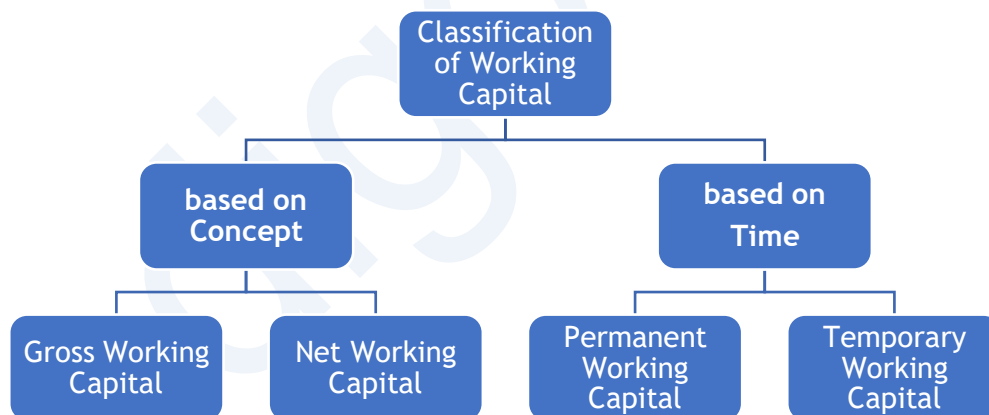 Classification
of Working
Capital
based on
Concept
based on
Time
Gross Working
Capital
Net Working
Capital
Permanent
Working
Capital
Temporary
Working
Capital